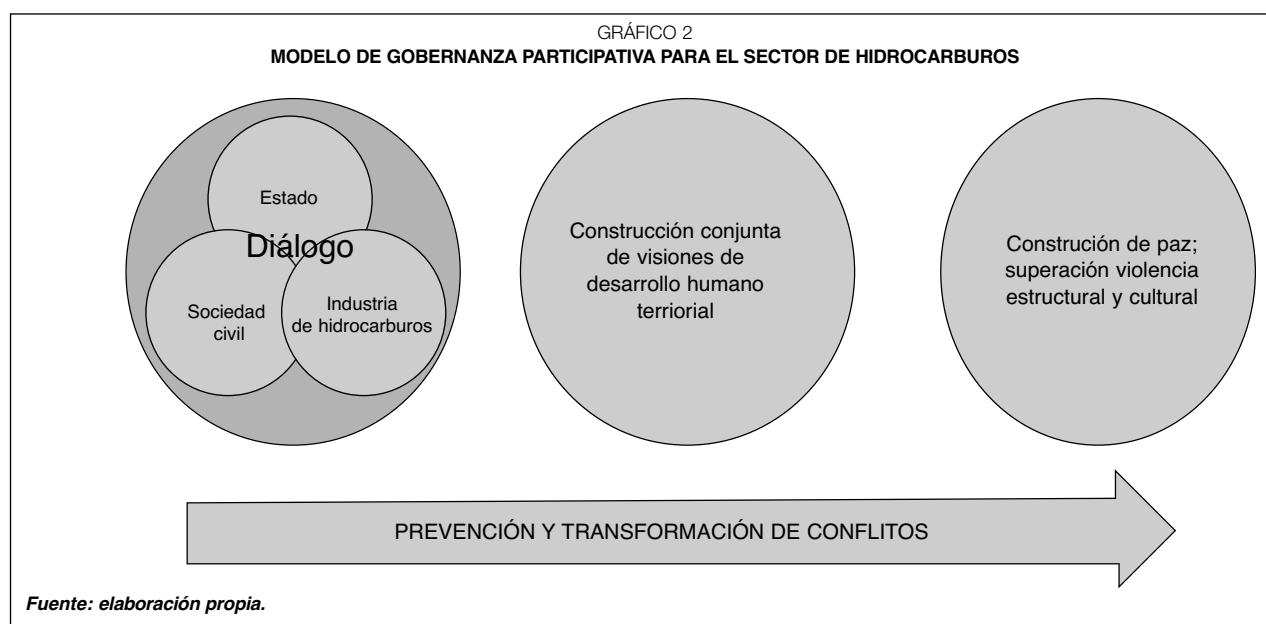 GRÁFICO 2
MODELO DE GOBERNANZA PARTICIPATIVA PARA EL SECTOR DE HIDROCARBUROS
Estado
Diálogo
Sociedad
civil
Industria
de hidrocarburos
Construcción conjunta
de visiones de
desarrollo humano
terriorial
Construción de paz;
superación violencia
estructural y cultural
PREVENCIÓN Y TRANSFORMACIÓN DE CONFLITOS
Fuente: elaboración propia.